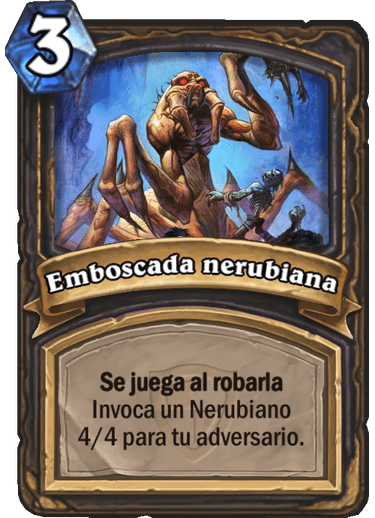 3
Emboscada nerubiana
Se juega al robarla
Invoca un Nerubiano
4/4 para tu adversario.